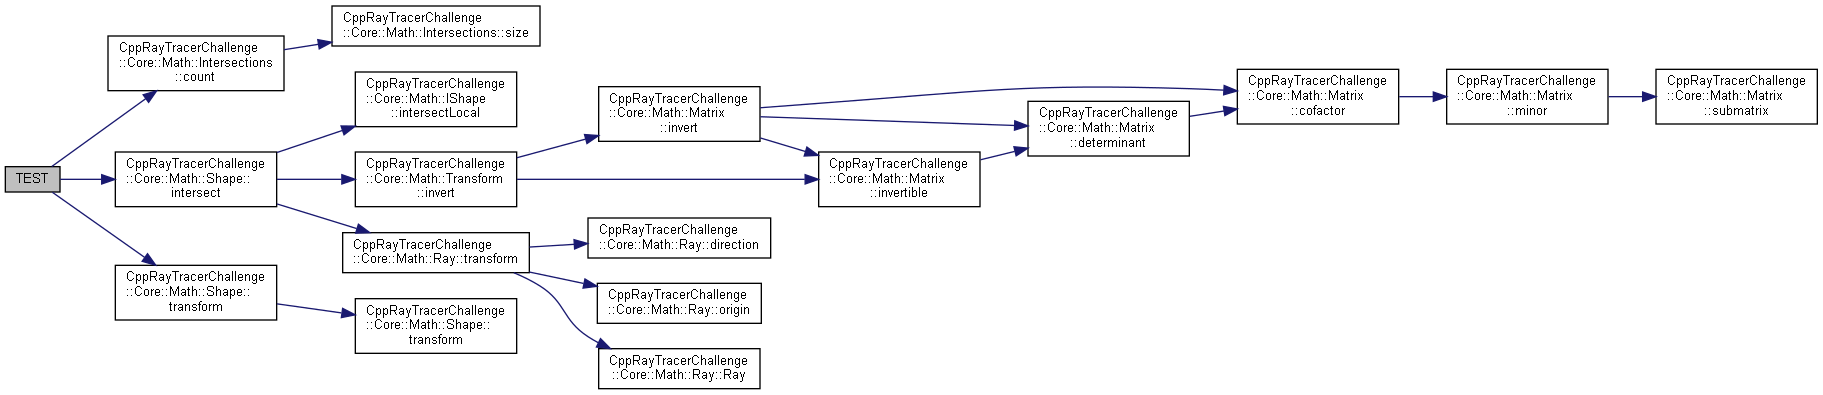 TEST
CppRayTracerChallenge
::Core::Math::Intersections
::count
CppRayTracerChallenge
::Core::Math::Intersections::size
CppRayTracerChallenge
::Core::Math::Shape::
intersect
CppRayTracerChallenge
::Core::Math::IShape
::intersectLocal
CppRayTracerChallenge
::Core::Math::Transform
::invert
CppRayTracerChallenge
::Core::Math::Matrix
::invert
CppRayTracerChallenge
::Core::Math::Matrix
::invertible
CppRayTracerChallenge
::Core::Math::Matrix
::determinant
CppRayTracerChallenge
::Core::Math::Matrix
::cofactor
CppRayTracerChallenge
::Core::Math::Matrix
::minor
CppRayTracerChallenge
::Core::Math::Matrix
::submatrix
CppRayTracerChallenge
::Core::Math::Ray::transform
CppRayTracerChallenge
::Core::Math::Ray::direction
CppRayTracerChallenge
::Core::Math::Ray::origin
CppRayTracerChallenge
::Core::Math::Ray::Ray
CppRayTracerChallenge
::Core::Math::Shape::
transform
CppRayTracerChallenge
::Core::Math::Shape::
transform